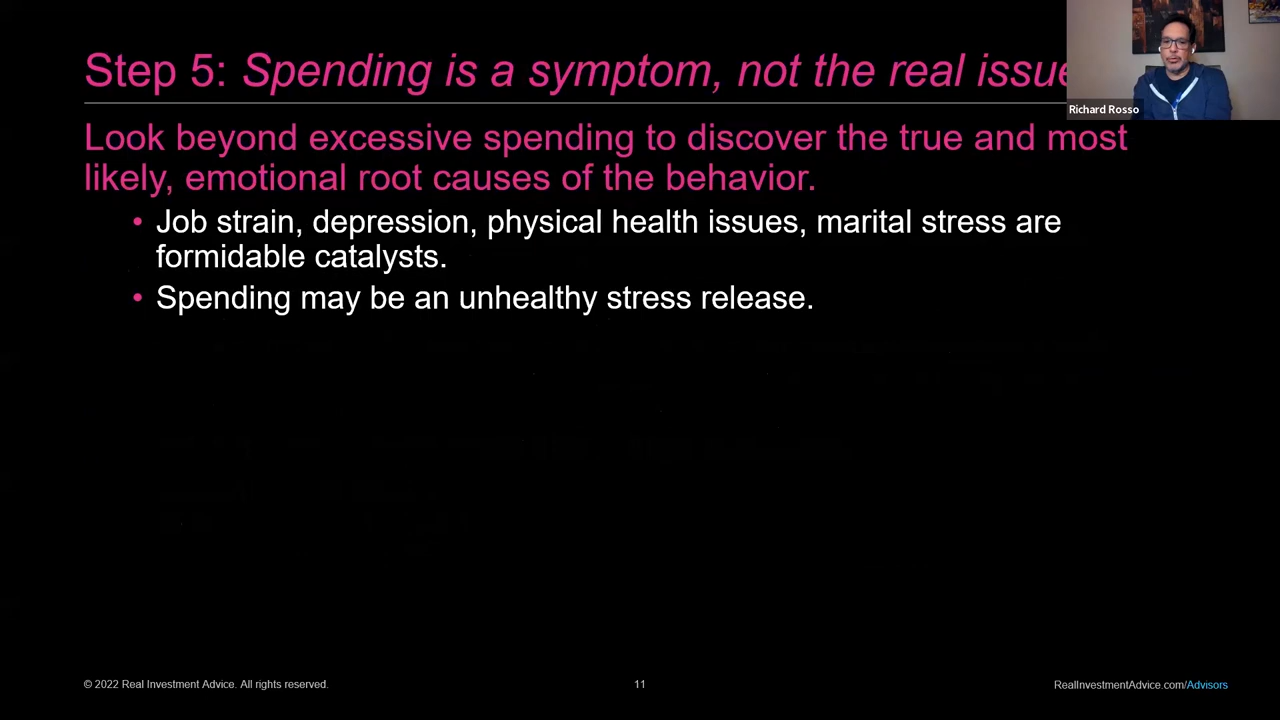 Step 5: Spending is a symptom, not the real issue
Richard Rosso
Look beyond excessive spending to discover the true and most
likely, emotional root causes of the behavior.
• Job strain, depression, physical health issues, marital stress are
formidable catalysts.
• Spending may be an unhealthy stress release.
© 2022 Real Investment Advice. All rights reserved.
11
RealInvestmentAdvice.com/Advisors